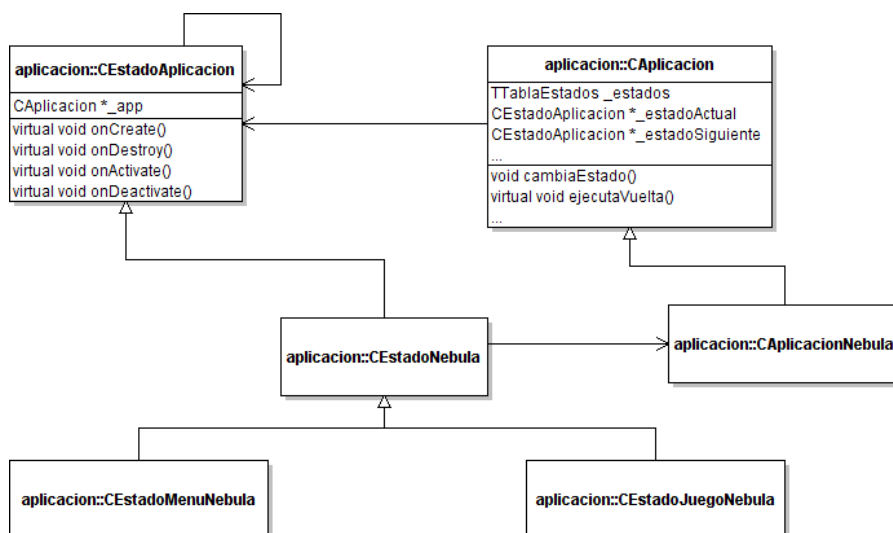 aplicacion::CEstadoAplicacion
CAplicacion *_app
virtual void onCreate()
virtual void onDestroy()
virtual void onActivate()
virtual void onDeactivate()
aplicacion::CAplicacion
TTablaEstados _estados
CEstadoAplicacion *_estadoActual
CEstadoAplicacion *_estadoSiguiente
...
void cambiaEstado()
virtual void ejecutaVuelta()
...
aplicacion::CEstadoNebula
aplicacion::CAplicacionNebula
aplicacion::CEstadoMenuNebula
aplicacion::CEstadoJuegoNebula